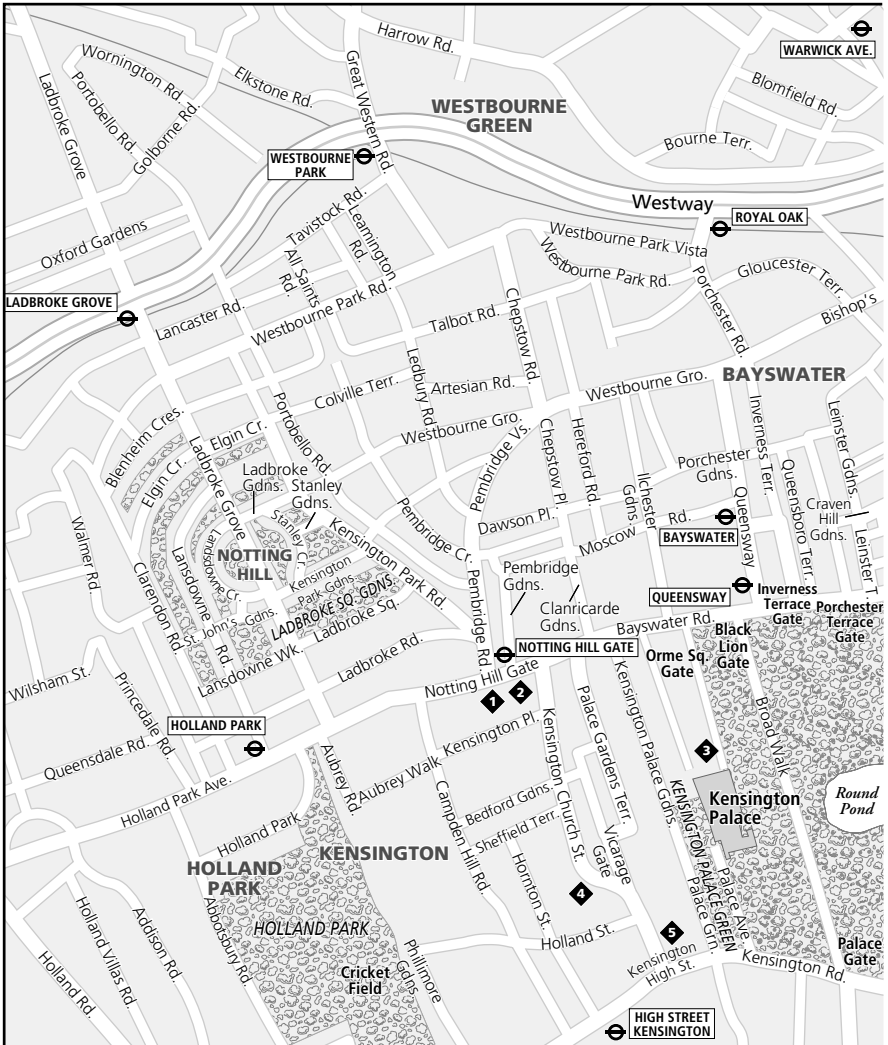 Harrow Rd.
WARWICK AVE.
Wornington Rd.
Elkstone Rd.
Great Western Rd.
Ladbroke Grove
Portobello Rd.
Golborne Rd.
WESTBOURNE
GREEN
Blomfield Rd.
Bourne Terr.
WESTBOURNE
PARK
Westway
ROYAL OAK
Tavistock Rd.
Leamington
Rd.
Oxford Gardens
All Saints
Rd.
Westbourne Park Vista
Westbourne Park Rd.
Gloucester Terr.
Porchester Rd.
LADBROKE GROVE
Lancaster Rd.
Westbourne Park Rd.
Talbot Rd.
Chepstow Rd.
Bishop's
BAYSWATER
Colville Terr.
Ledbury Rd.
Artesian Rd.
Westbourne Gro.
Westbourne Gro.
Blenheim Cres.
Elgin Cr.
Elgin Cr.
Portobello Rd.
Ladbroke Grove
Ladbroke
Gdns.
Stanley
Gdns.
Stanley Cr.
Pembridge Vs.
Chepstow Pl.
Hereford Rd.
Ilchester
Gdns.
Porchester
Gdns.
Inverness Terr.
Queensway
Queensboro Terr.
Leinster Gdns.
Craven
Hill
Gdns.
Leinster T
Dawson Pl.
Moscow Rd.
BAYSWATER
Pembridge Cr.
Kensington Park Rd.
Walmer Rd.
Clarendon Rd.
Lansdowne Rd.
Lansdowne Cr.
NOTTING
HILL
Kensington
Park Gdns.
LADBROKE SQ. GDNS.
Ladbroke Sq.
St. John's Gdns.
Lansdowne Wk.
Ladbroke Rd.
Pembridge Rd.
Pembridge
Gdns.
Clanricarde
Gdns.
QUEENSWAY
Inverness
Terrace
Gate
Porchester
Terrace
Gate
Bayswater Rd.
Black
Lion
Gate
Orme Sq.
Gate
NOTTING HILL GATE
Notting Hill Gate
1
2
Wilsham St.
Princedale Rd.
HOLLAND PARK
Queensdale Rd.
Holland Park Ave.
Aubrey Rd.
Aubrey Walk
Kensington Pl.
Kensington Church St.
Palace Gardens Terr.
Kensington Palace Gdns.
Broad Walk
3
Kensington
Palace
Round
Pond
KENSINGTON PALACE GREEN
Campden Hill Rd.
Bedford Gdns.
Sheffield Terr.
Vicarage
Gate
Holland Park
HOLLAND
PARK
KENSINGTON
Hornton St.
4
Palace Ave.
Palace Grn.
HOLLAND PARK
Abbotsbury Rd.
Addison Rd.
Holland Villas Rd.
Holland Rd.
Holland St.
5
Kensington
High St.
Kensington Rd.
Palace
Gate
Phillimore
Gdns
Cricket
Field
HIGH STREET
KENSINGTON